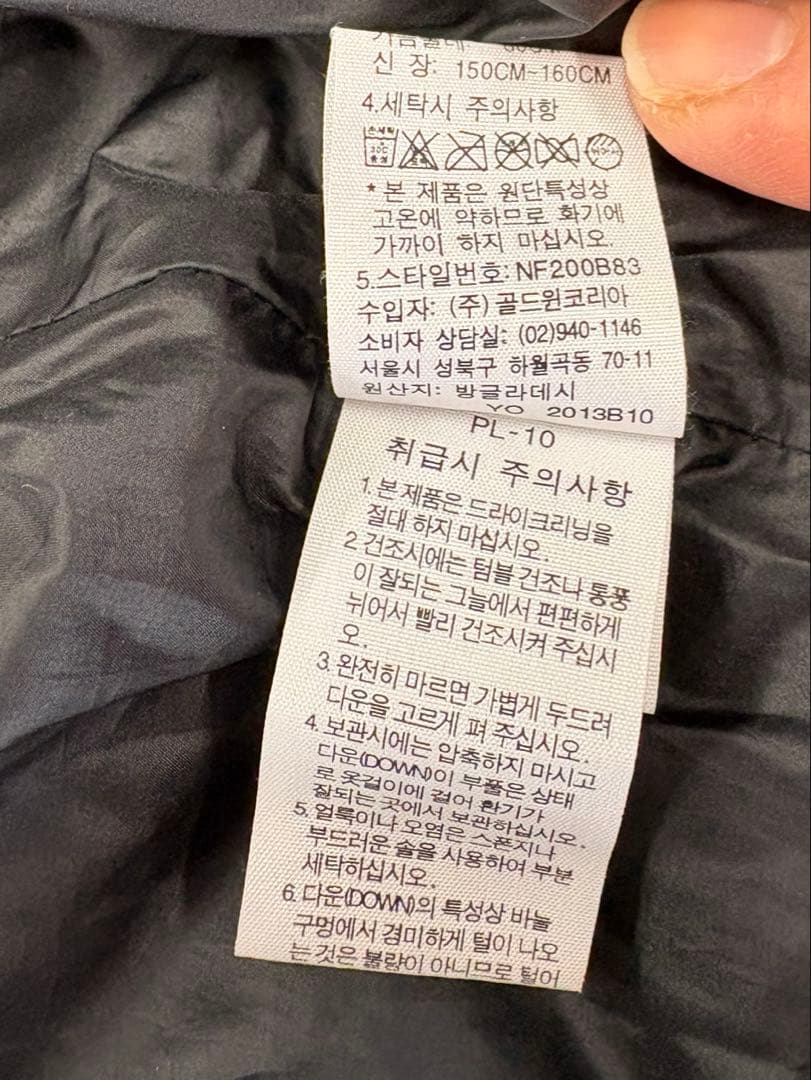 신 장: 150CM-160CM
4.세탁시 주의사항
* 본 제품은 원단특성상
고온에 약하므로 화기에
가까이 하지 마십시오.
5.스타일번호: NF200B83
수입자: (주) 골드윈코리아
소비자 상담실: (02)940-1146
서울시 성북구 하월곡동 70-11
원산지: 방글라데시
YO 2013B10
PL-10
취급시 주의사항
1. 본 제품은 드라이크리닝을
절대 하지 마십시오.
2 건조시에는 텀블 건조나 통풍
이 잘되는 그늘에서 편편하게
뉘어서 빨리 건조시켜 주십시
오.
3. 완전히 마르면 기볍게 두드려
다운을 고르게 펴 주십시오.
4. 보관시에는 압축하지 마시고
다운(DOWN)이 부풀은 상태
로 옷걸이에 걸어 환기가
잘되는 곳에서 보관하십시오.
5. 얼룩이나 오염은 스폰지나
부드러운 솔을 사용하여 부분
세탁하십시오.
6. 다운(DOWN)의 특성상 바늘
구멍에서 경미하게 털이 나오
는것은 불량이 아니므로 털어